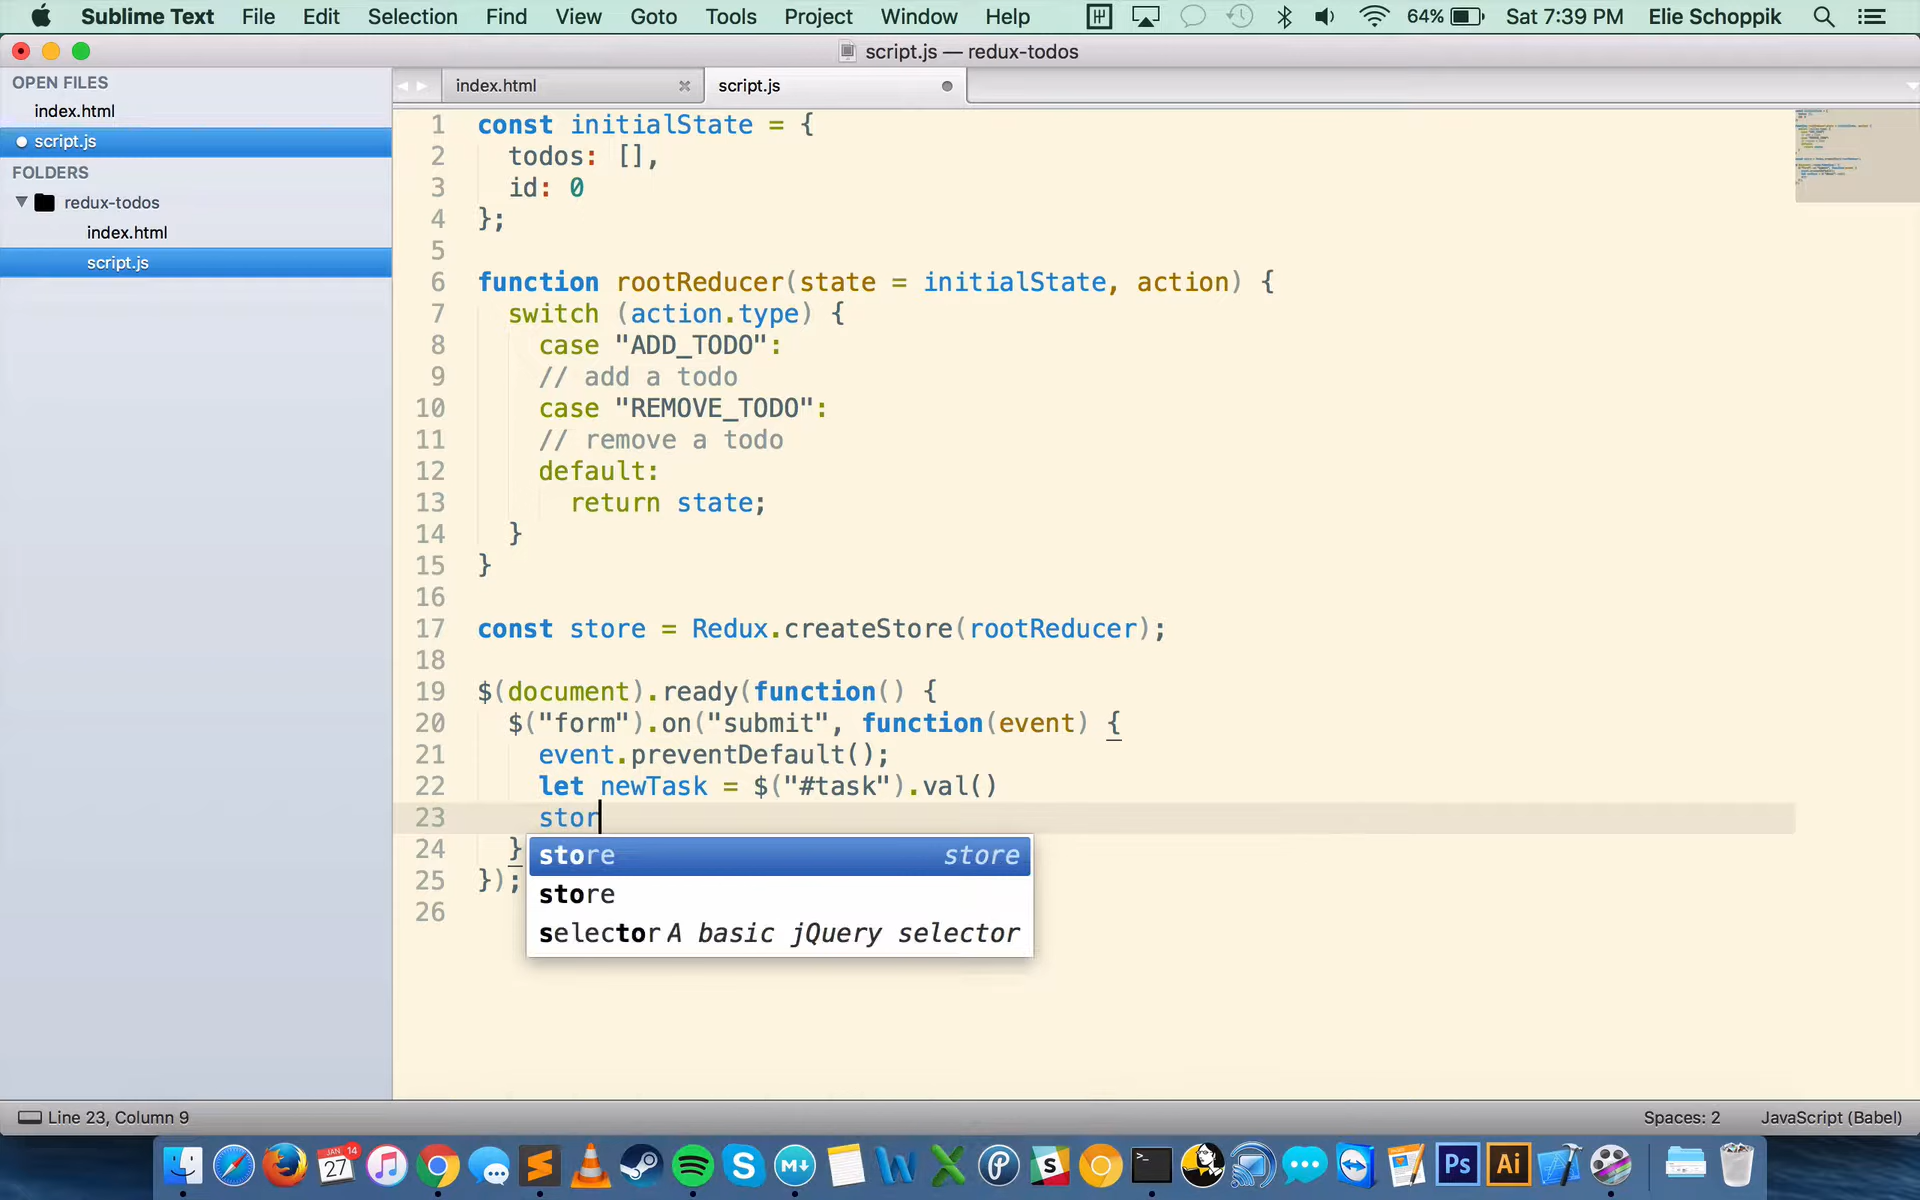 Sublime Text File Edit Selection Find View Goto Tools Project Window Help 64% Sat 7:39 PM Elie Schoppik
script.js — redux-todos
OPEN FILES
index.html
script.js
FOLDERS
redux-todos
index.html
script.js
index.html script.js
1 const initialState = {
2 todos: [],
3 id: 0
4 };
5
6 function rootReducer(state = initialState, action) {
7 switch (action.type) {
8 case "ADD_TODO":
9 // add a todo
10 case "REMOVE_TODO":
11 // remove a todo
12 default:
13 return state;
14 }
15 }
16
17 const store = Redux.createStore(rootReducer);
18
19 $(document).ready(function() {
20 $("form").on("submit", function(event) {
21 event.preventDefault();
22 let newTask = $("#task").val()
23 stor
24 }
25 });
26
store store
store
selector A basic jQuery selector
Line 23, Column 9 Spaces: 2 JavaScript (Babel)
JAN 14
27
S
M
W
X
P
S
>_
Ps
Ai